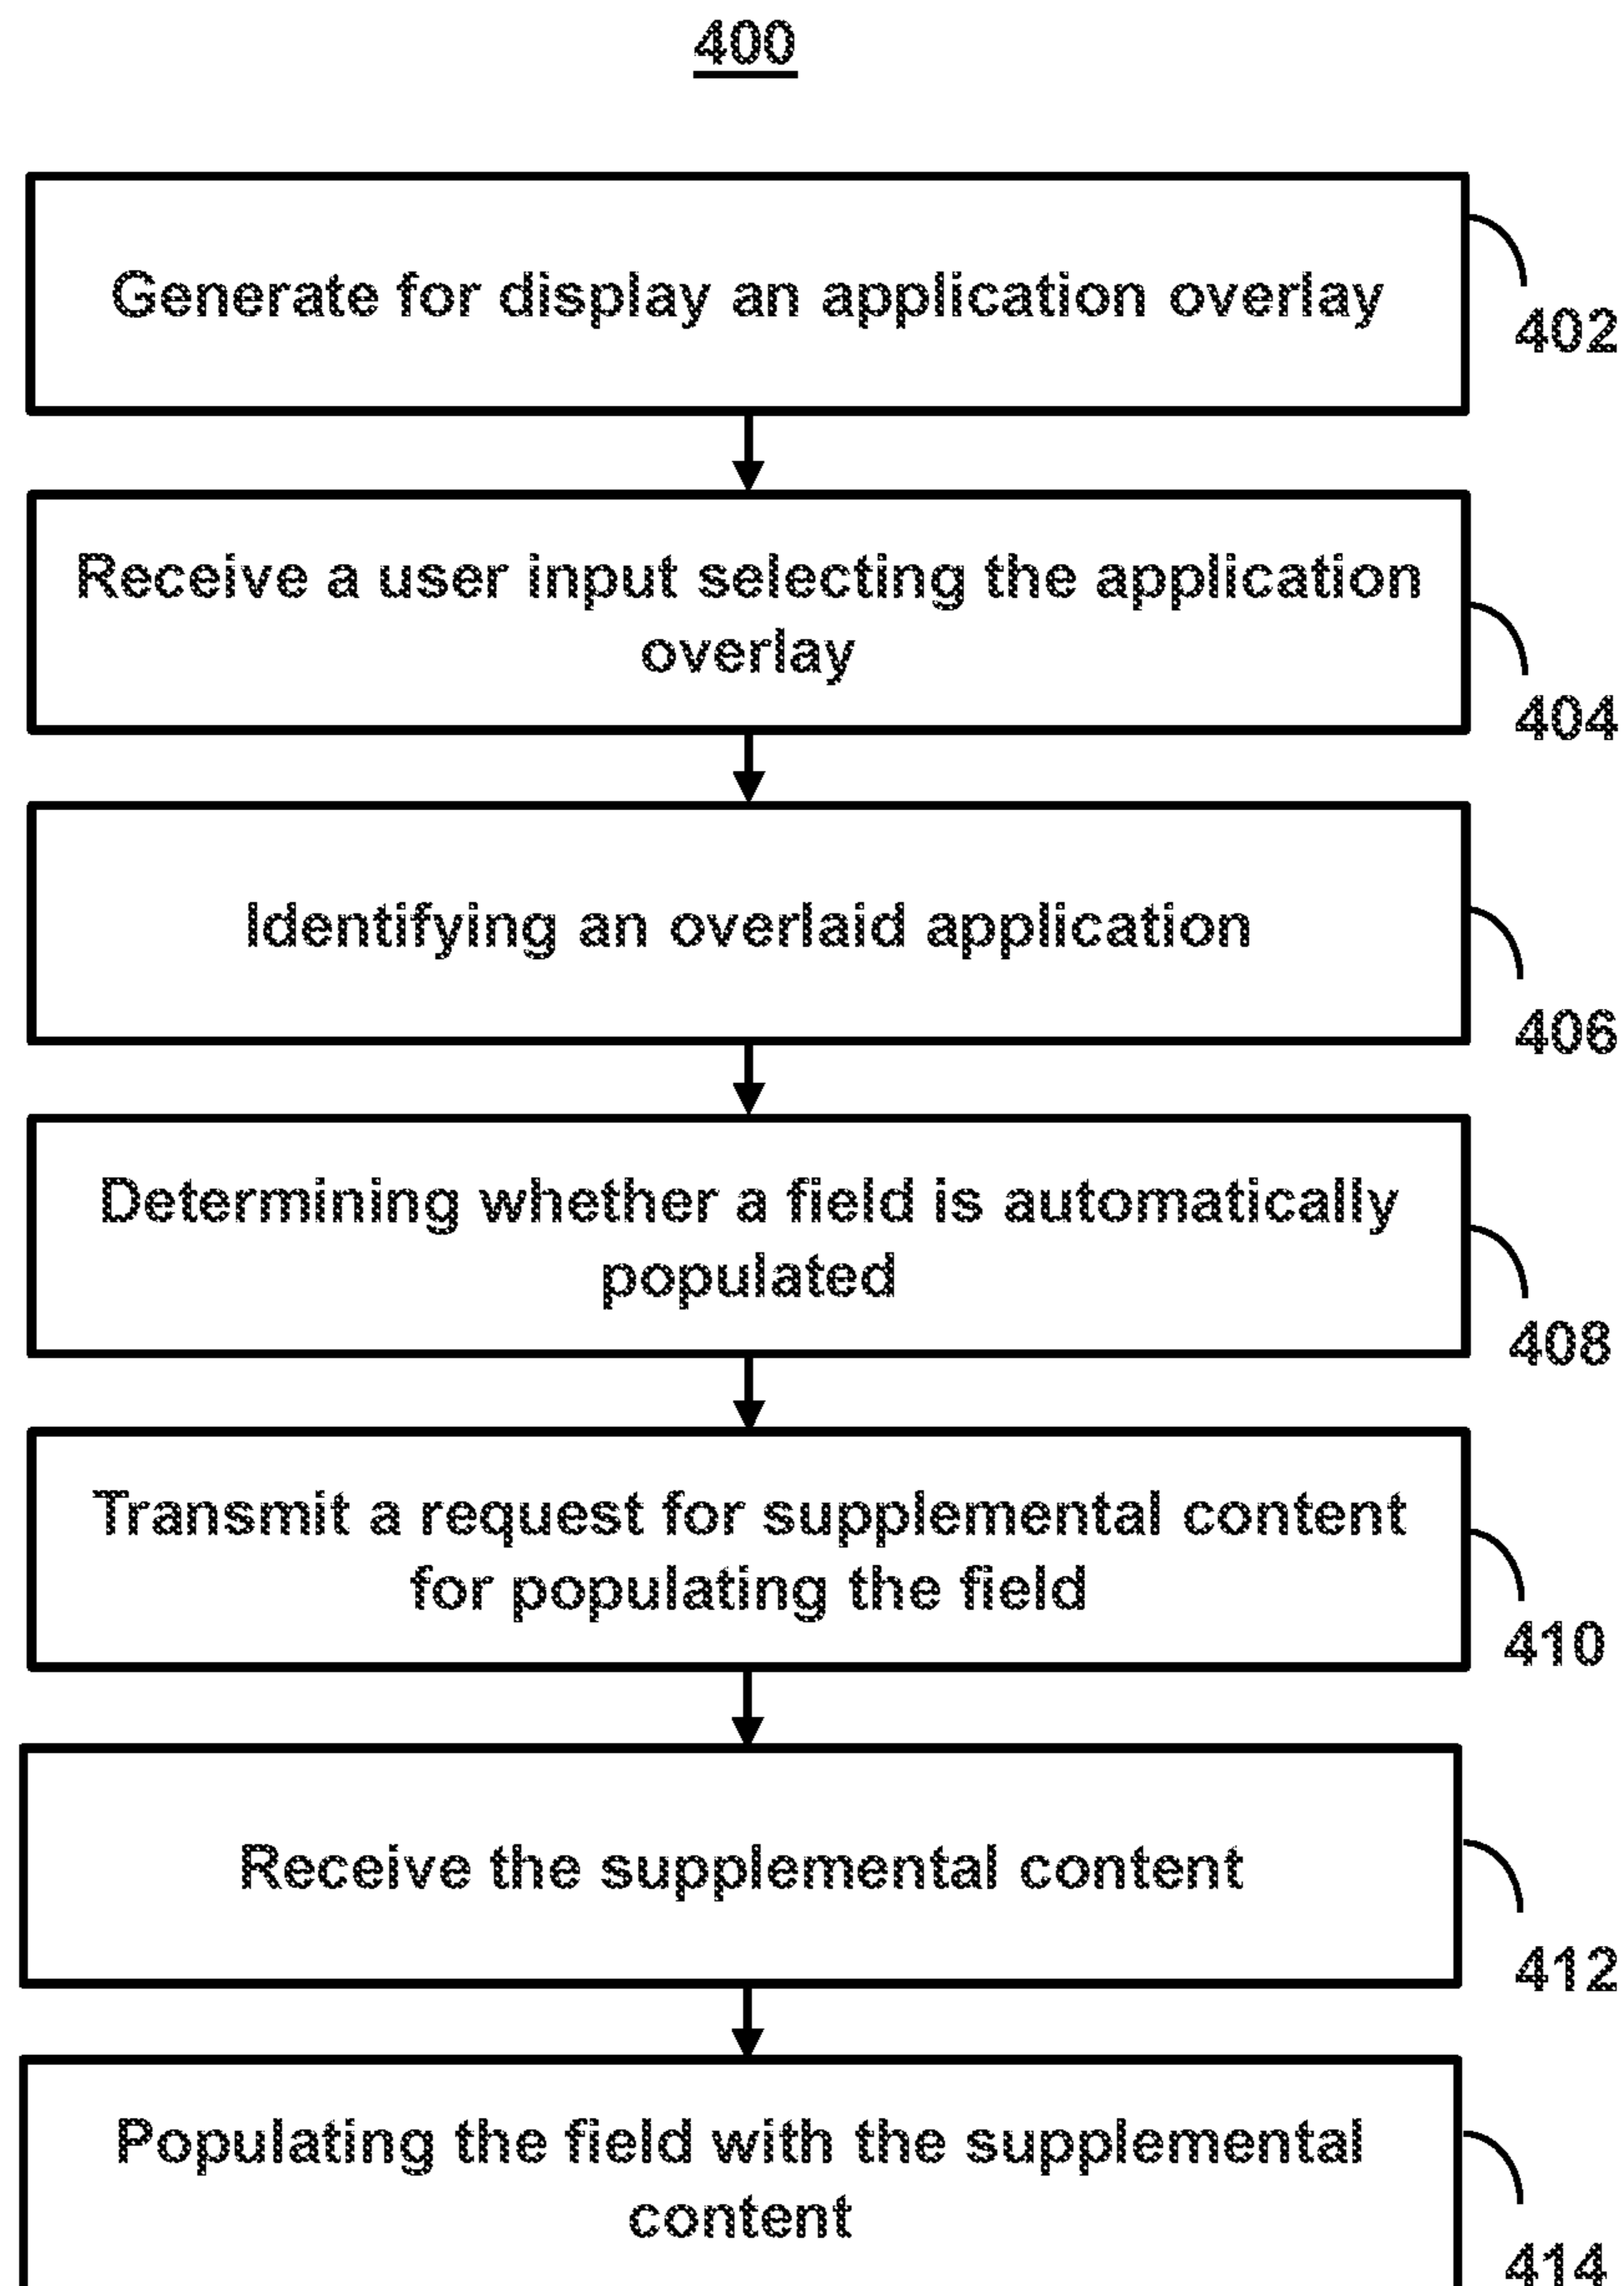 400
Generate for display an application overlay
402
Receive a user input selecting the application
overlay
404
Identifying an overlaid application
406
Determining whether a field is automatically
populated
408
Transmit a request for supplemental content
for populating the field
410
Receive the supplemental content
412
Populating the field with the supplemental
content
414